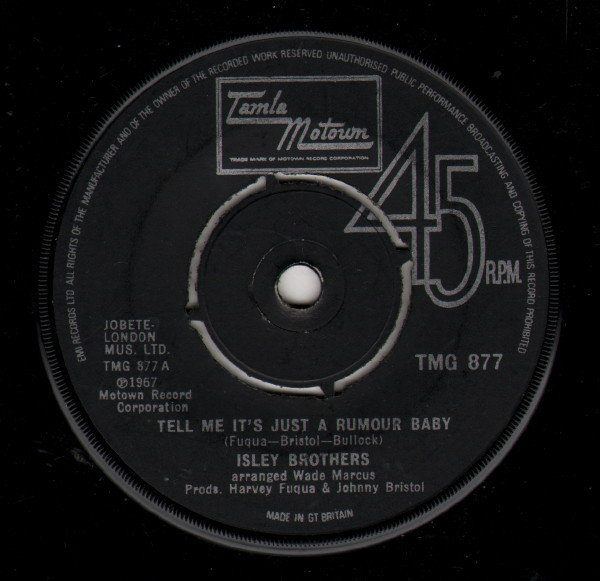 EMI RECORDS LTD ALL RIGHTS OF THE MANUFACTURER AND OF THE OWNER OF THE RECORDED WORK RESERVED UNAUTHORISED PUBLIC PERFORMANCE BROADCASTING AND COPYING OF THIS RECORD PROHIBITED
Tamla
Motown
TRADE MARK OF MOTOWN RECORD CORPORATION
45
R.P.M.
JOBETE-
LONDON
MUS. LTD.
TMG 877 A
℗1967
Motown Record
Corporation
TMG 877
TELL ME IT'S JUST A RUMOUR BABY
(Fuqua—Bristol—Bullock)
ISLEY BROTHERS
arranged Wade Marcus
Prods. Harvey Fuqua & Johnny Bristol
MADE IN GT BRITAIN